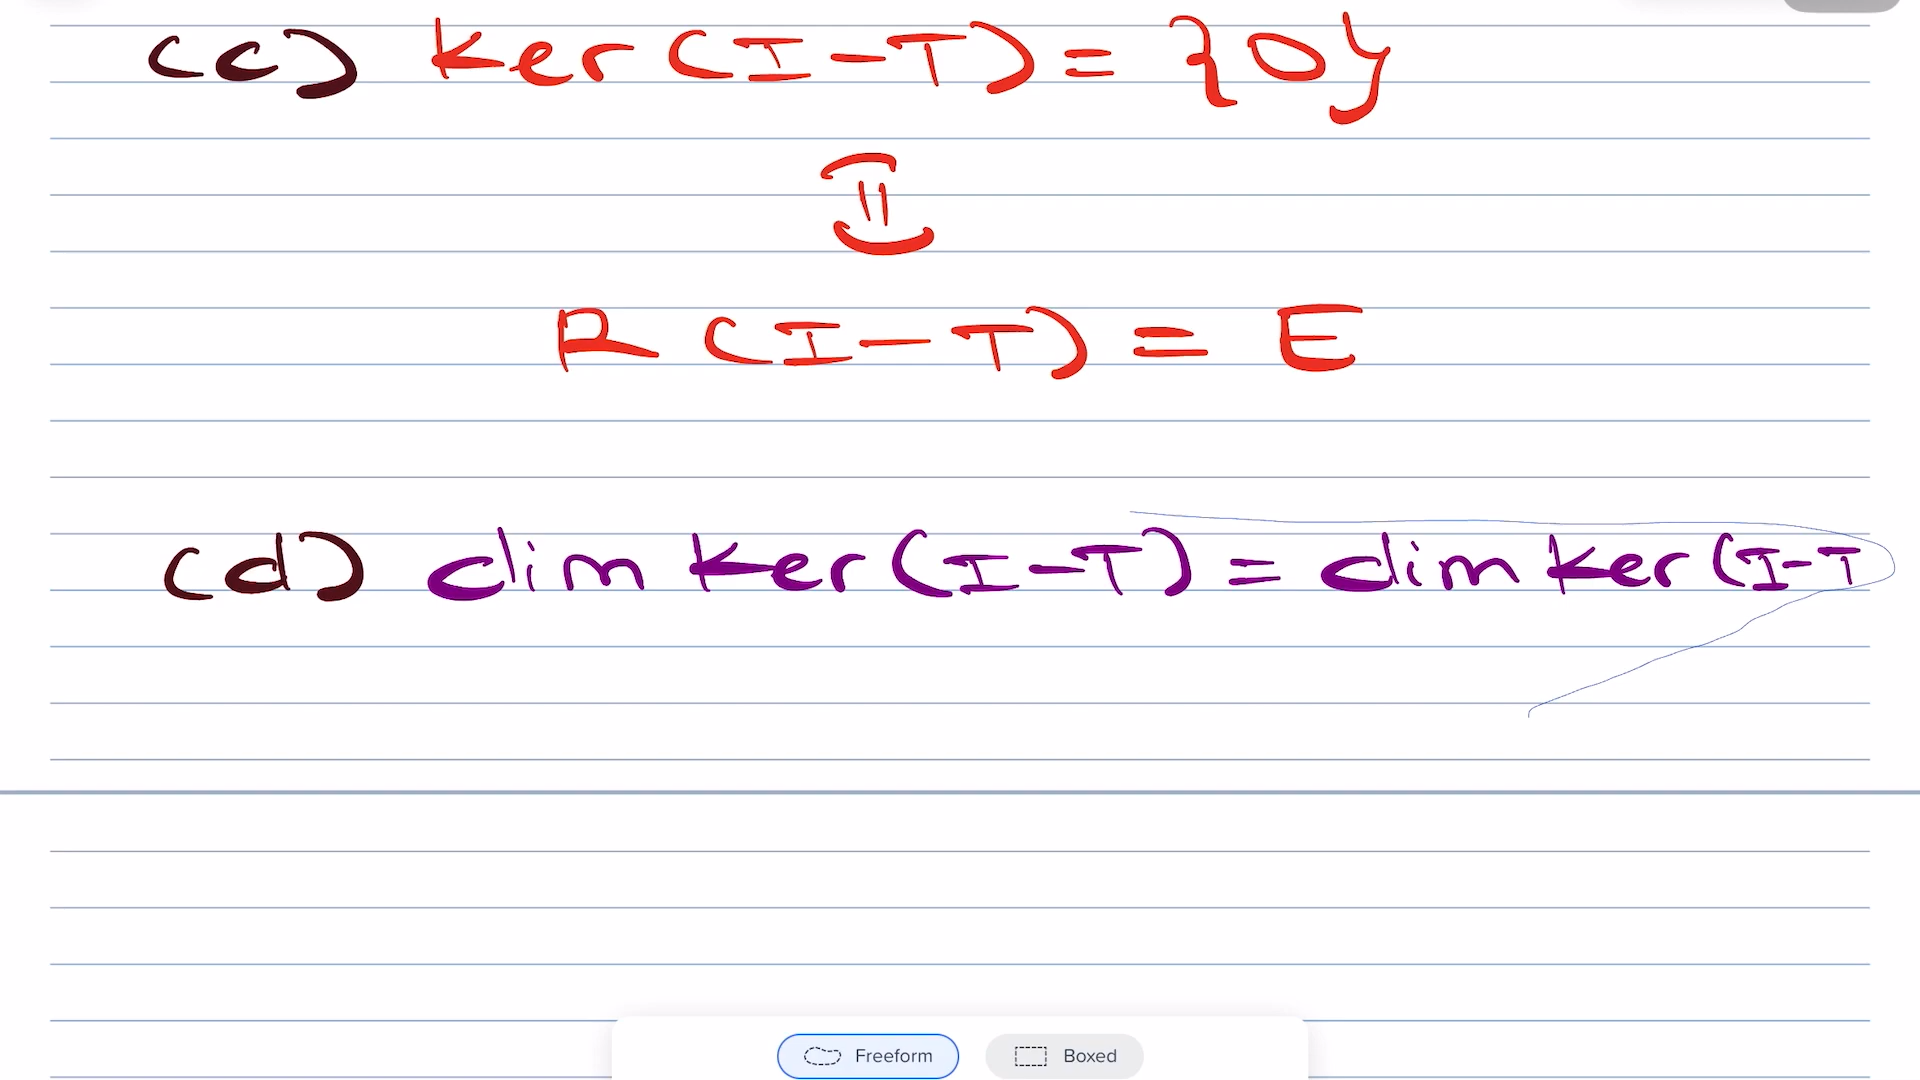 (c) ker(I-T) = {0}
⇕
R(I-T) = E
(d) dim ker(I-T) = dim ker(I-T
Freeform Boxed